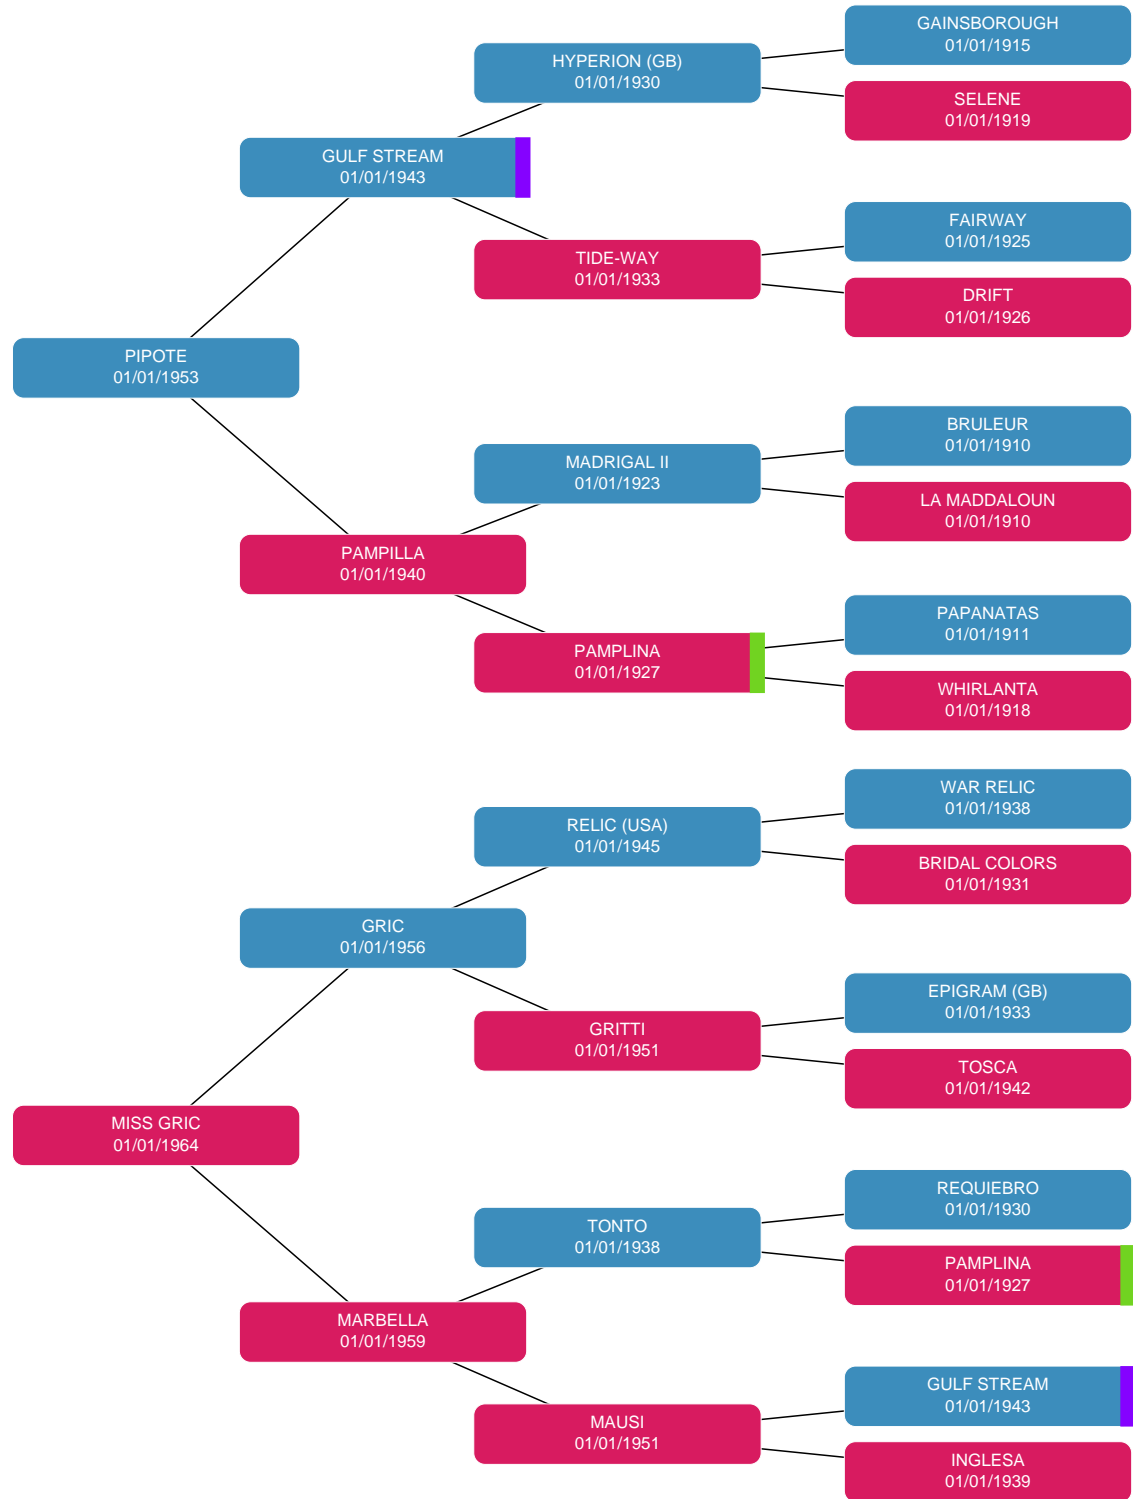 GAINSBOROUGH
01/01/1915
HYPERION (GB)
01/01/1930
SELENE
01/01/1919
GULF STREAM
01/01/1943
FAIRWAY
01/01/1925
TIDE-WAY
01/01/1933
DRIFT
01/01/1926
PIPOTE
01/01/1953
BRULEUR
01/01/1910
MADRIGAL II
01/01/1923
LA MADDALOUN
01/01/1910
PAMPILLA
01/01/1940
PAPANATAS
01/01/1911
PAMPLINA
01/01/1927
WHIRLANTA
01/01/1918
WAR RELIC
01/01/1938
RELIC (USA)
01/01/1945
BRIDAL COLORS
01/01/1931
GRIC
01/01/1956
EPIGRAM (GB)
01/01/1933
GRITTI
01/01/1951
TOSCA
01/01/1942
MISS GRIC
01/01/1964
REQUIEBRO
01/01/1930
TONTO
01/01/1938
PAMPLINA
01/01/1927
MARBELLA
01/01/1959
GULF STREAM
01/01/1943
MAUSI
01/01/1951
INGLESA
01/01/1939